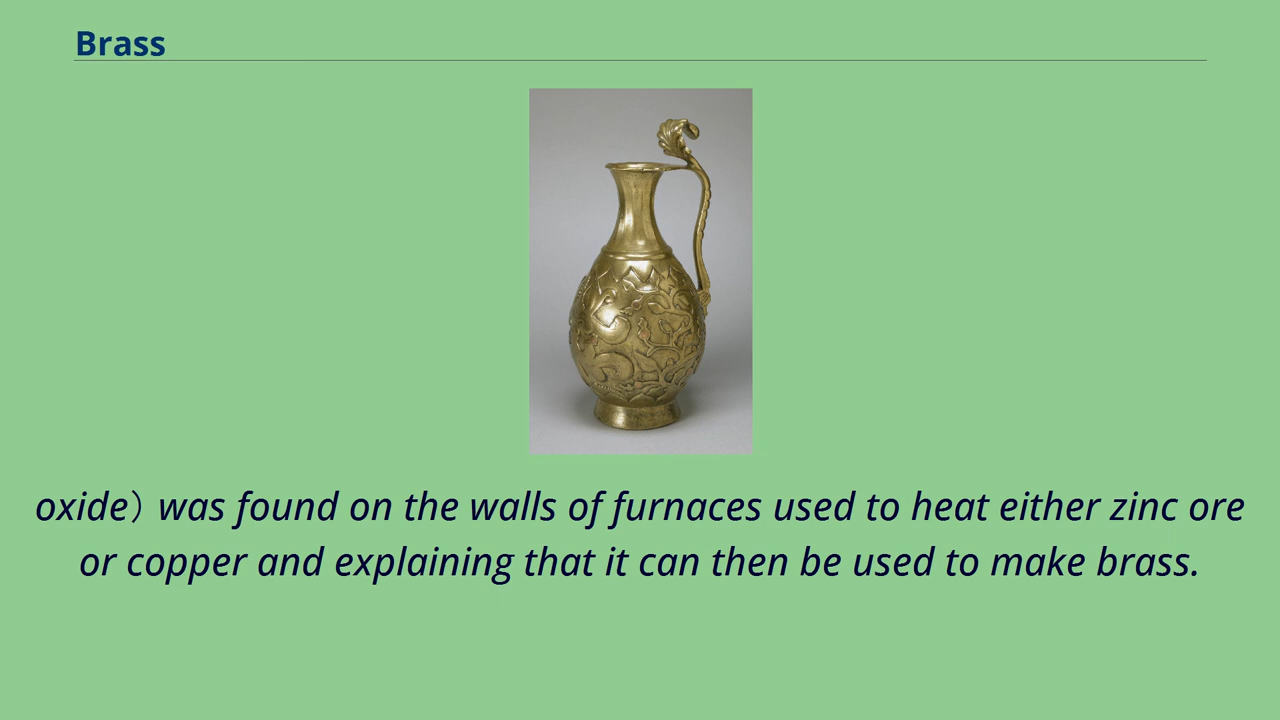 Brass
oxide） was found on the walls of furnaces used to heat either zinc ore
or copper and explaining that it can then be used to make brass.